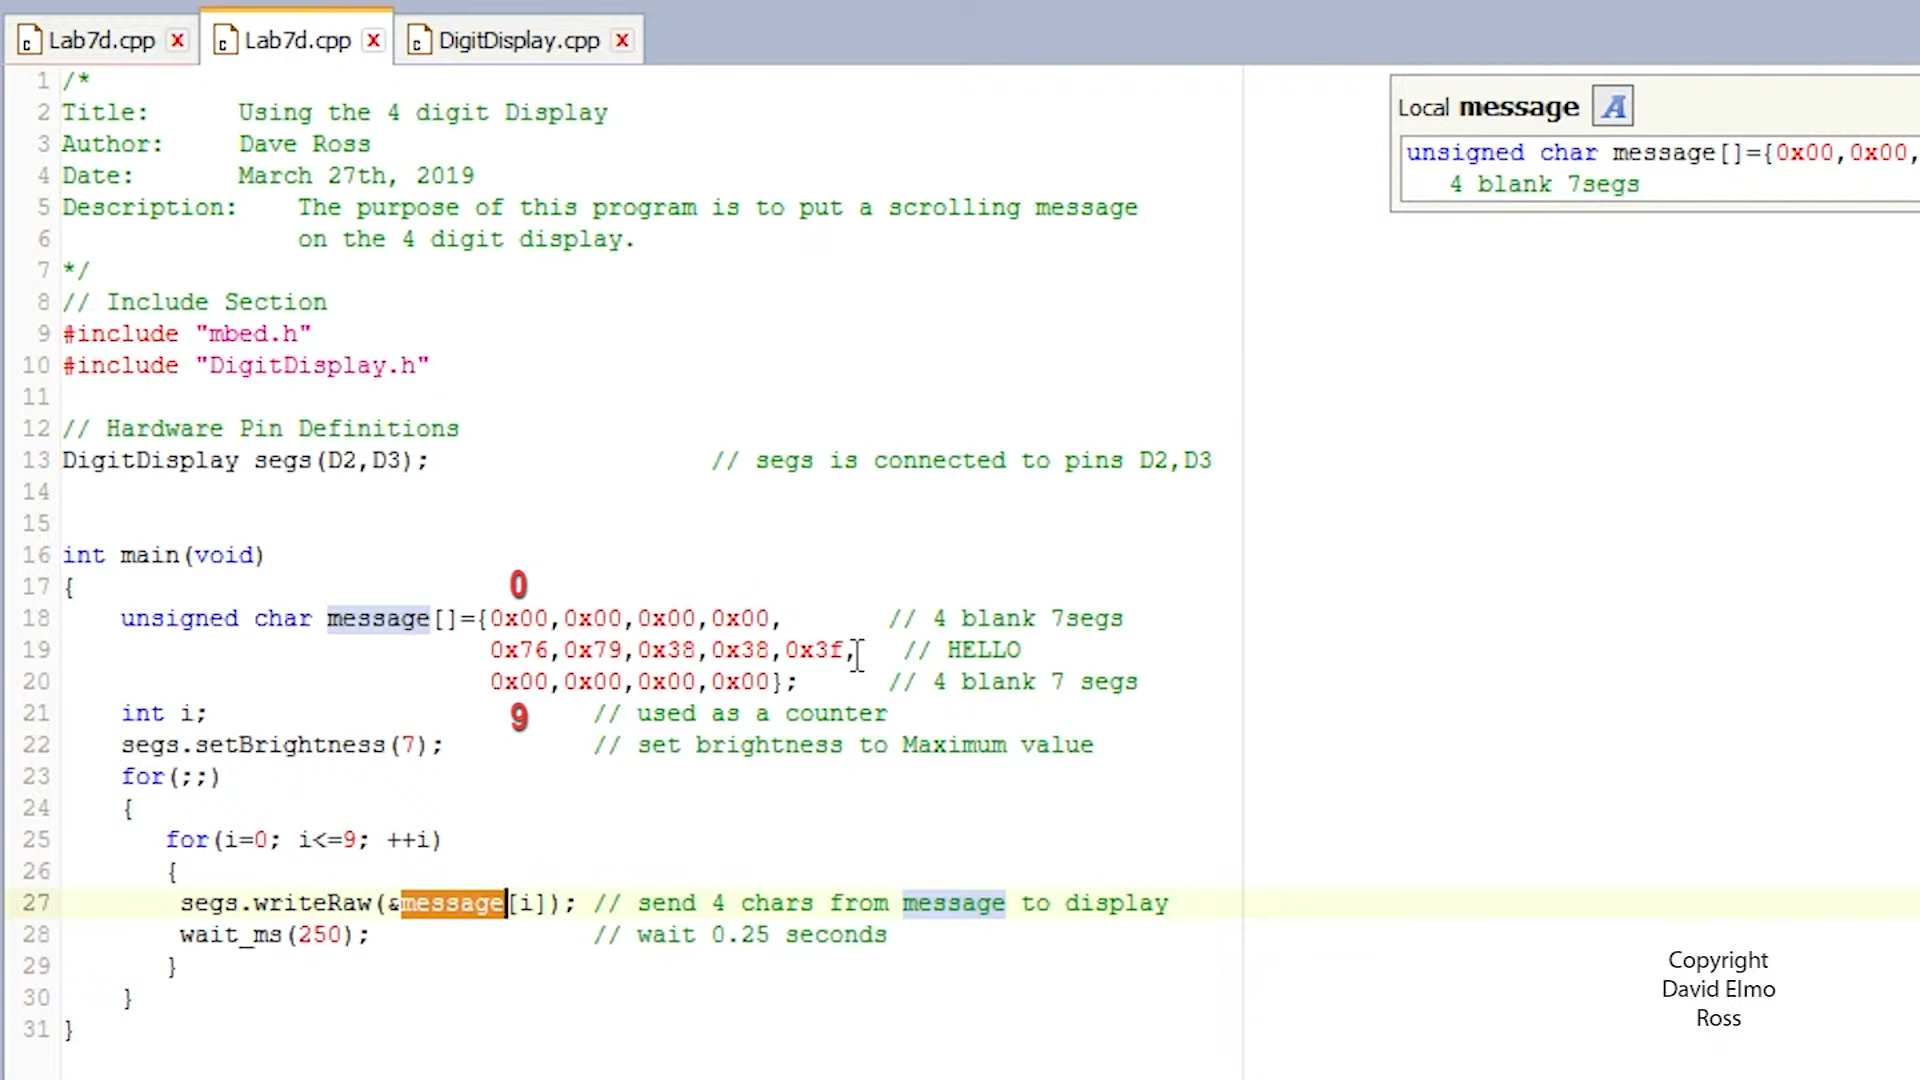 Lab7d.cpp Lab7d.cpp DigitDisplay.cpp
1 /*
2 Title: Using the 4 digit Display
3 Author: Dave Ross
4 Date: March 27th, 2019
5 Description: The purpose of this program is to put a scrolling message
6 on the 4 digit display.
7 */
8 // Include Section
9 #include "mbed.h"
10 #include "DigitDisplay.h"
11
12 // Hardware Pin Definitions
13 DigitDisplay segs(D2,D3); // segs is connected to pins D2,D3
14
15
16 int main(void)
17 {
0
18 unsigned char message[]={0x00,0x00,0x00,0x00, // 4 blank 7segs
19 0x76,0x79,0x38,0x38,0x3f, // HELLO
20 0x00,0x00,0x00,0x00}; // 4 blank 7 segs
21 int i; // used as a counter
9
22 segs.setBrightness(7); // set brightness to Maximum value
23 for(;;)
24 {
25 for(i=0; i<=9; ++i)
26 {
27 segs.writeRaw(&message[i]); // send 4 chars from message to display
28 wait_ms(250); // wait 0.25 seconds
29 }
30 }
31 }
Local message A
unsigned char message[]={0x00,0x00,
4 blank 7segs
Copyright
David Elmo
Ross